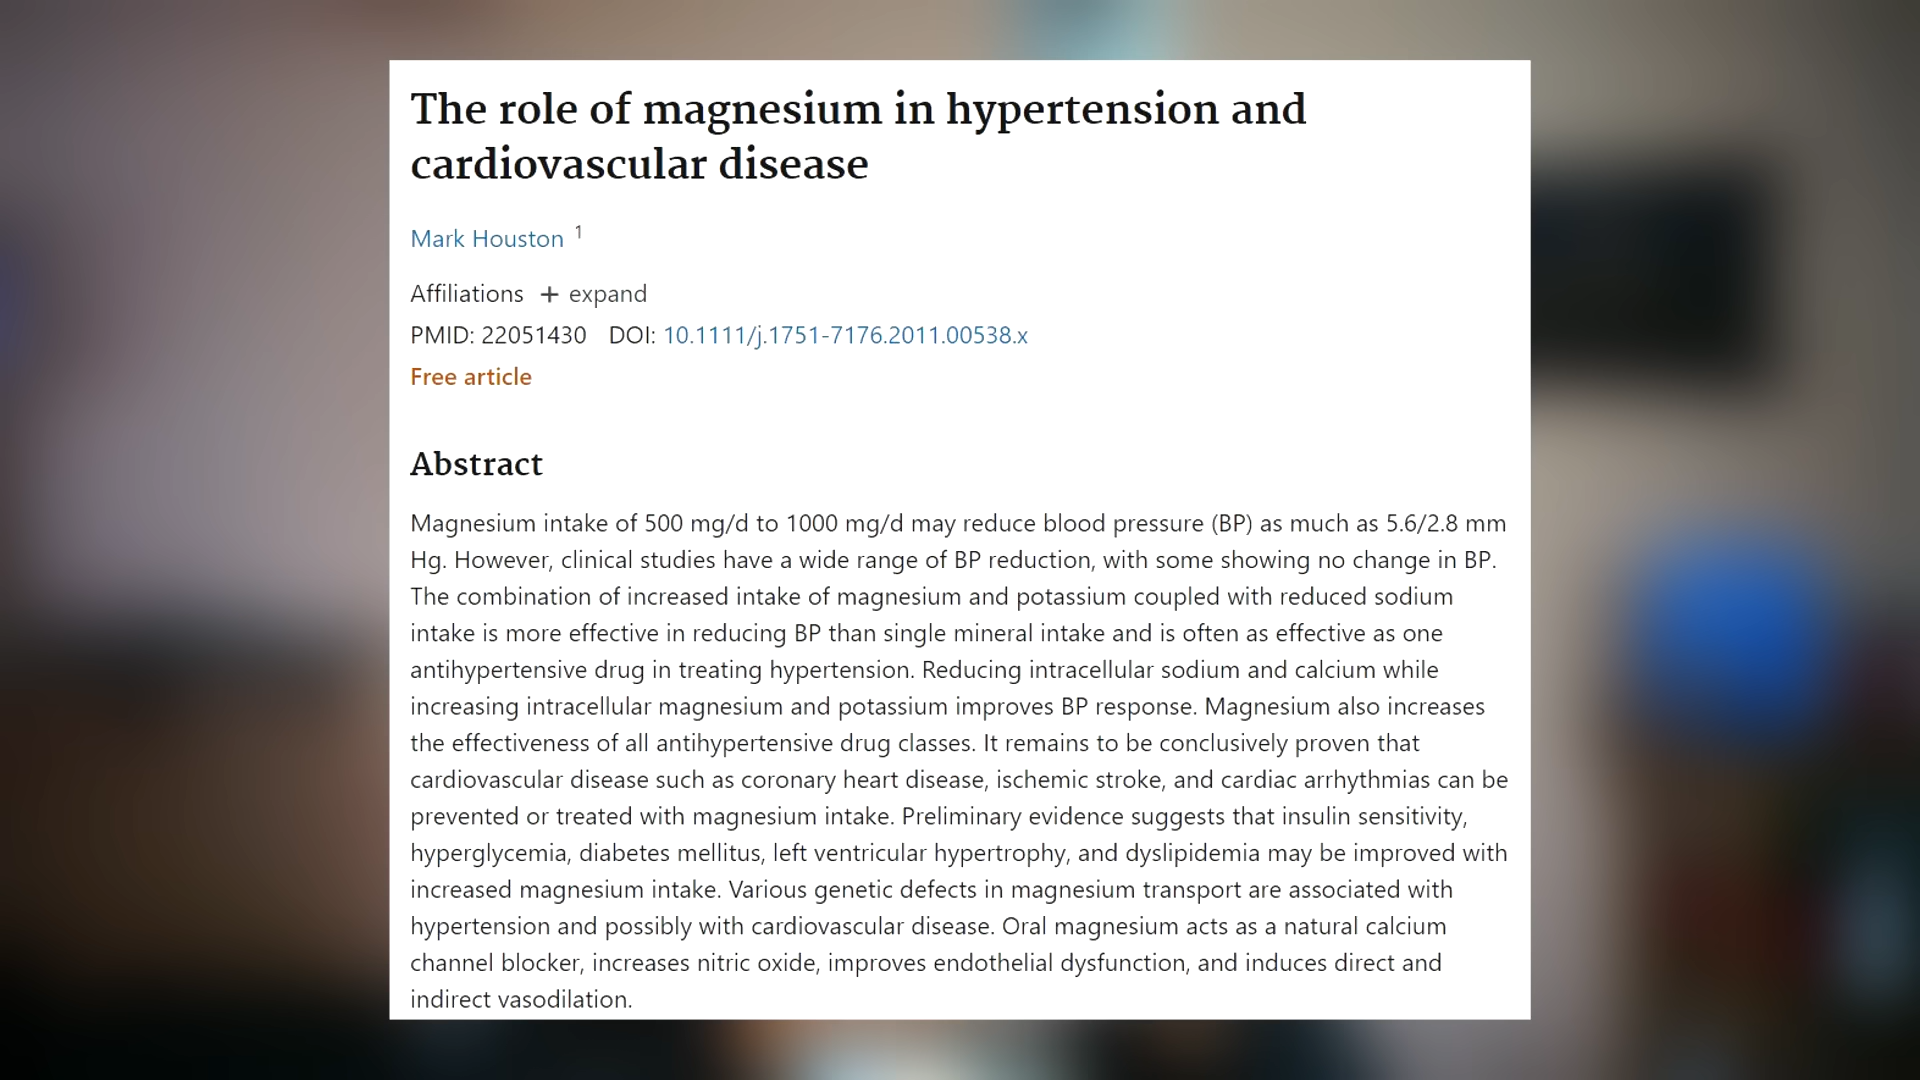 The role of magnesium in hypertension and
cardiovascular disease
Mark Houston 1
Affiliations + expand
PMID: 22051430 DOI: 10.1111/j.1751-7176.2011.00538.x
Free article
Abstract
Magnesium intake of 500 mg/d to 1000 mg/d may reduce blood pressure (BP) as much as 5.6/2.8 mm
Hg. However, clinical studies have a wide range of BP reduction, with some showing no change in BP.
The combination of increased intake of magnesium and potassium coupled with reduced sodium
intake is more effective in reducing BP than single mineral intake and is often as effective as one
antihypertensive drug in treating hypertension. Reducing intracellular sodium and calcium while
increasing intracellular magnesium and potassium improves BP response. Magnesium also increases
the effectiveness of all antihypertensive drug classes. It remains to be conclusively proven that
cardiovascular disease such as coronary heart disease, ischemic stroke, and cardiac arrhythmias can be
prevented or treated with magnesium intake. Preliminary evidence suggests that insulin sensitivity,
hyperglycemia, diabetes mellitus, left ventricular hypertrophy, and dyslipidemia may be improved with
increased magnesium intake. Various genetic defects in magnesium transport are associated with
hypertension and possibly with cardiovascular disease. Oral magnesium acts as a natural calcium
channel blocker, increases nitric oxide, improves endothelial dysfunction, and induces direct and
indirect vasodilation.